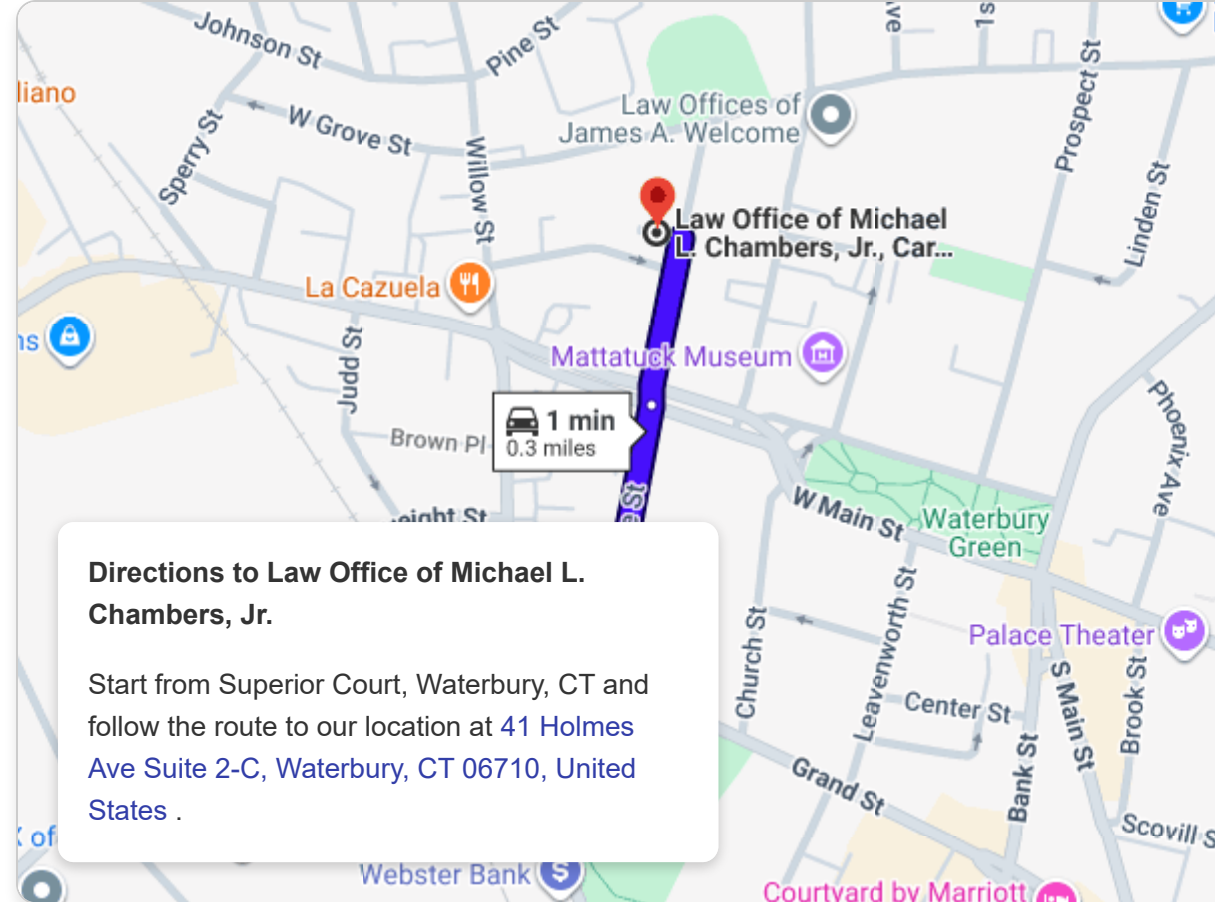 Johnson St
Pine St
1s
Prospect St
liano
W Grove St
Sperry St
Willow St
Law Offices of
James A. Welcome
Linden St
Law Office of Michael
L. Chambers, Jr., Car...
La Cazuela
Judd St
Mattatuck Museum
1 min
0.3 miles
Brown Pl
Phoenix Ave
W Main St
Waterbury
Green
Directions to Law Office of Michael L.
Chambers, Jr.
Start from Superior Court, Waterbury, CT and
follow the route to our location at 41 Holmes
Ave Suite 2-C, Waterbury, CT 06710, United
States .
Church St
Leavenworth St
Palace Theater
Center St
S Main St
Brook St
Bank St
Grand St
Scovill S
of
Webster Bank
Courtyard by Marriott